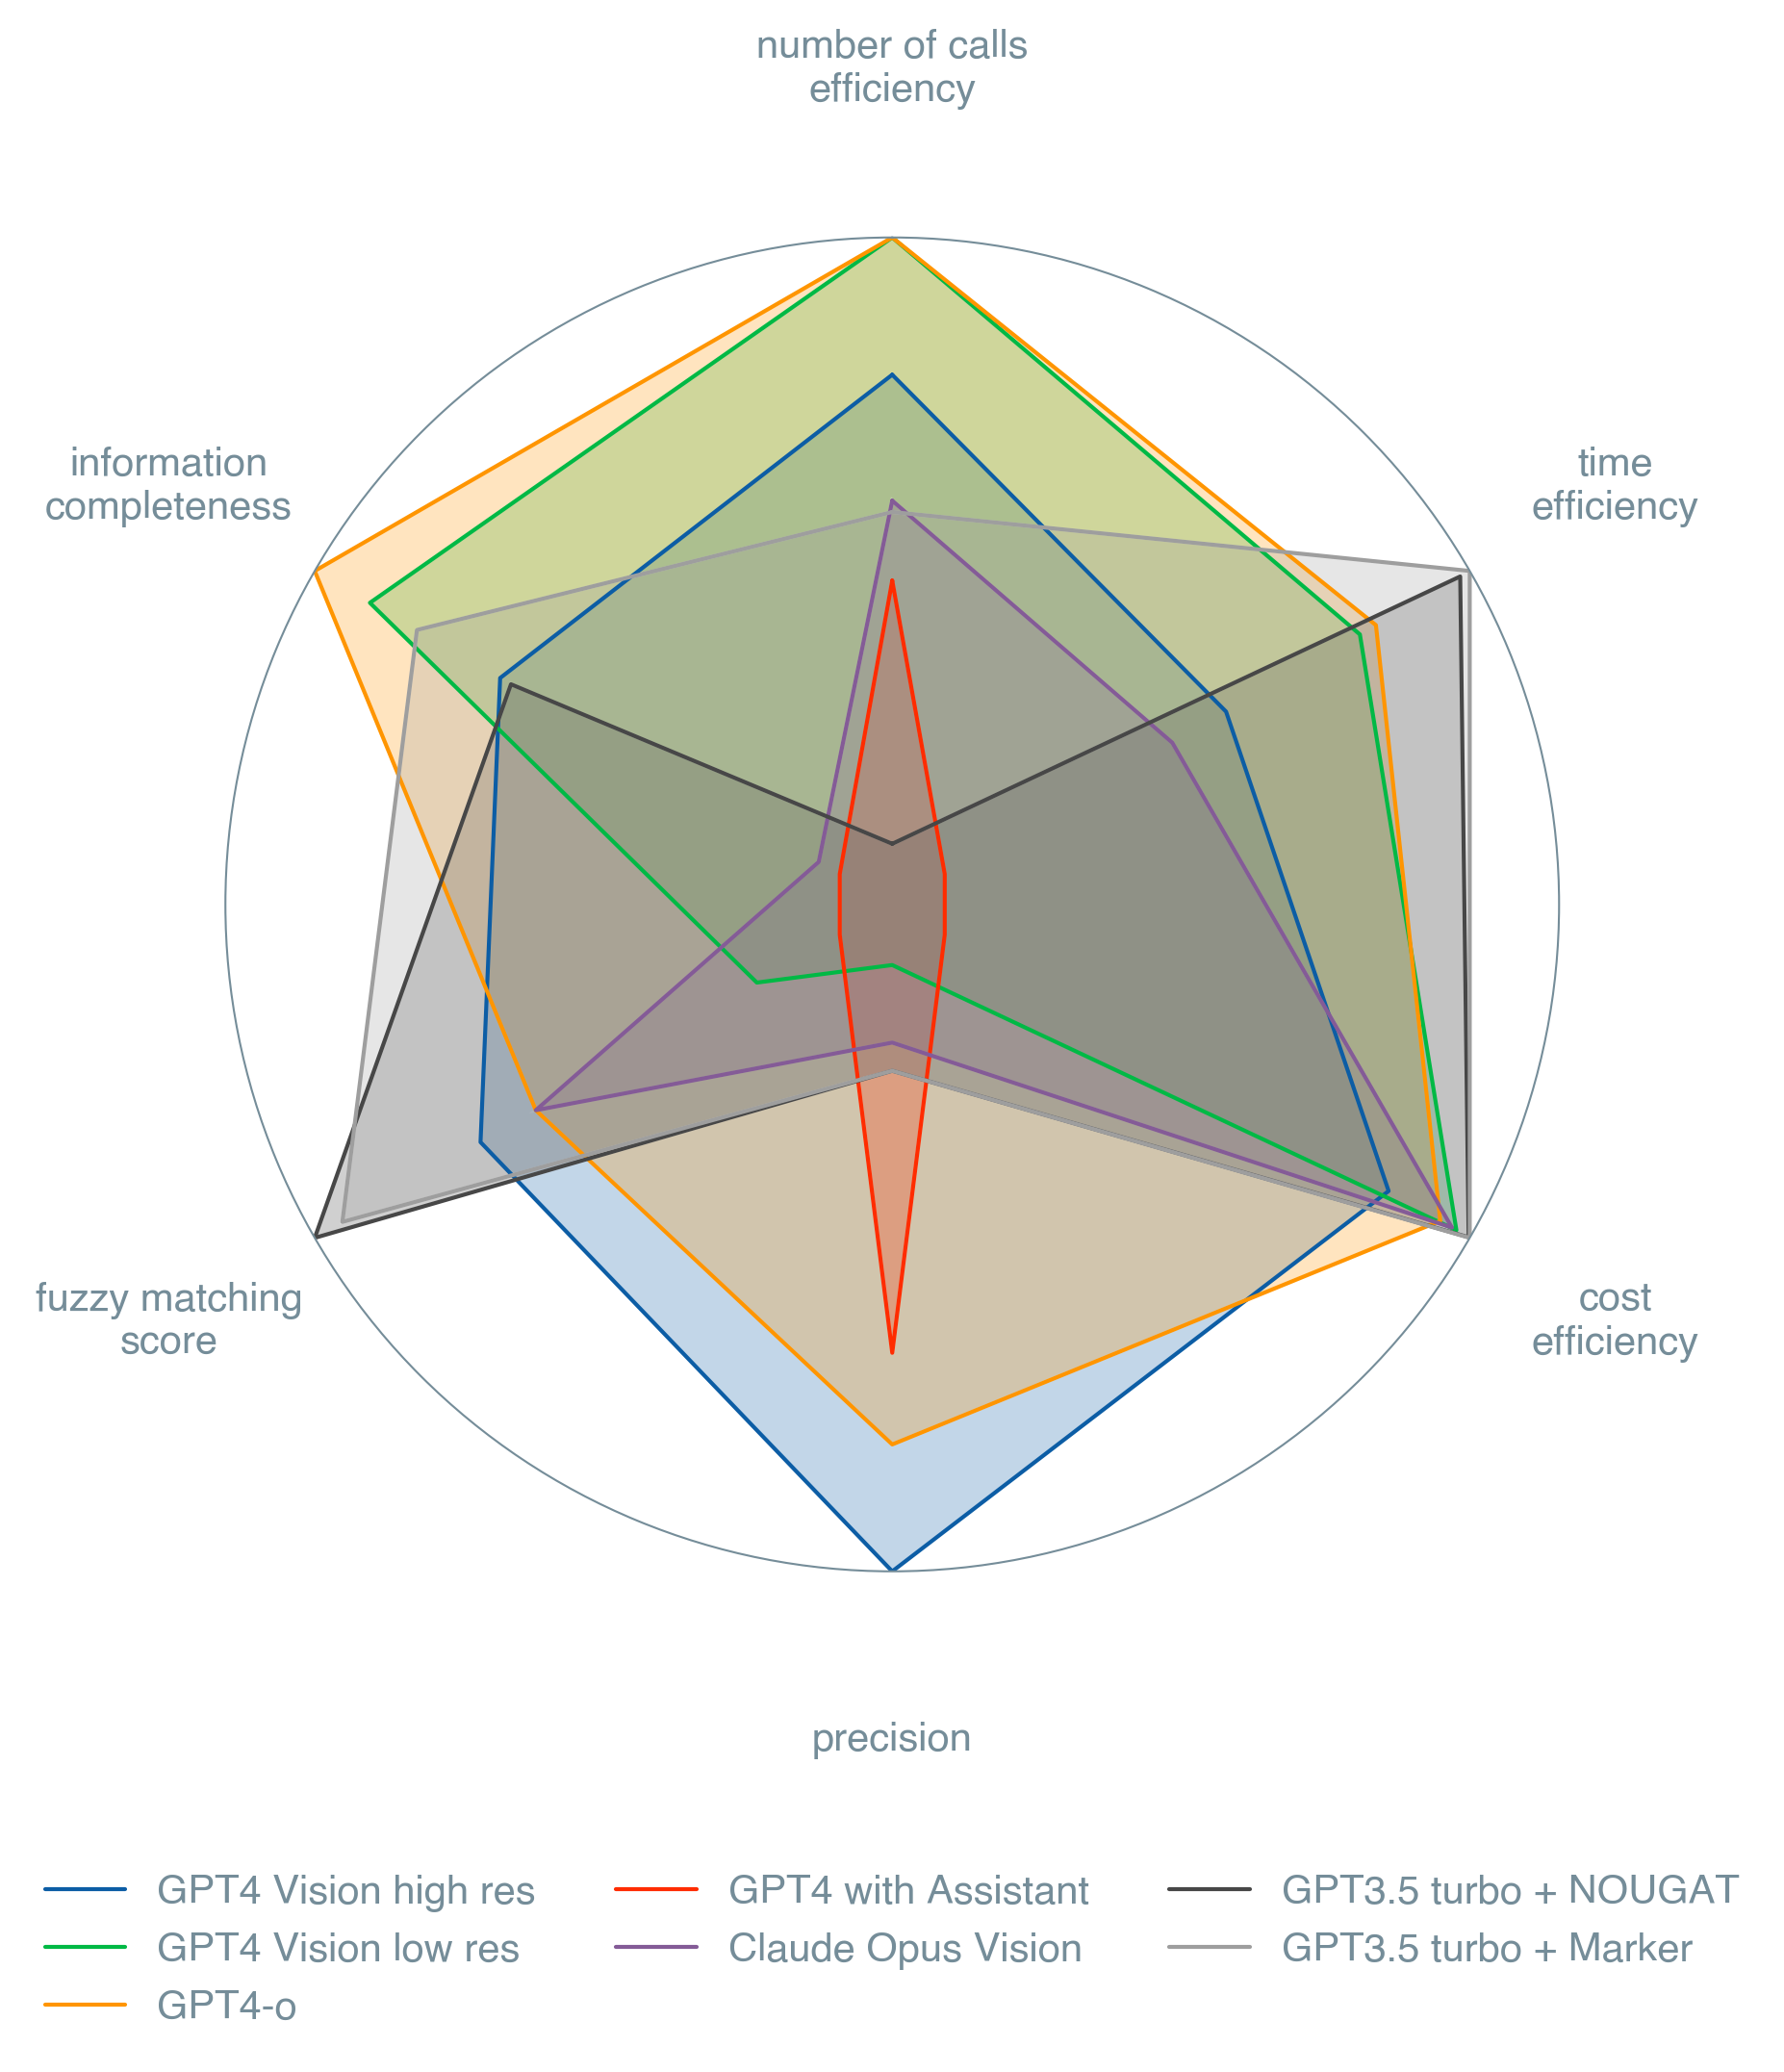 number of calls
efficiency
information
completeness
time
efficiency
fuzzy matching
score
cost
efficiency
precision
GPT4 Vision high res
GPT4 Vision low res
GPT4-o
GPT4 with Assistant
Claude Opus Vision
GPT3.5 turbo + NOUGAT
GPT3.5 turbo + Marker